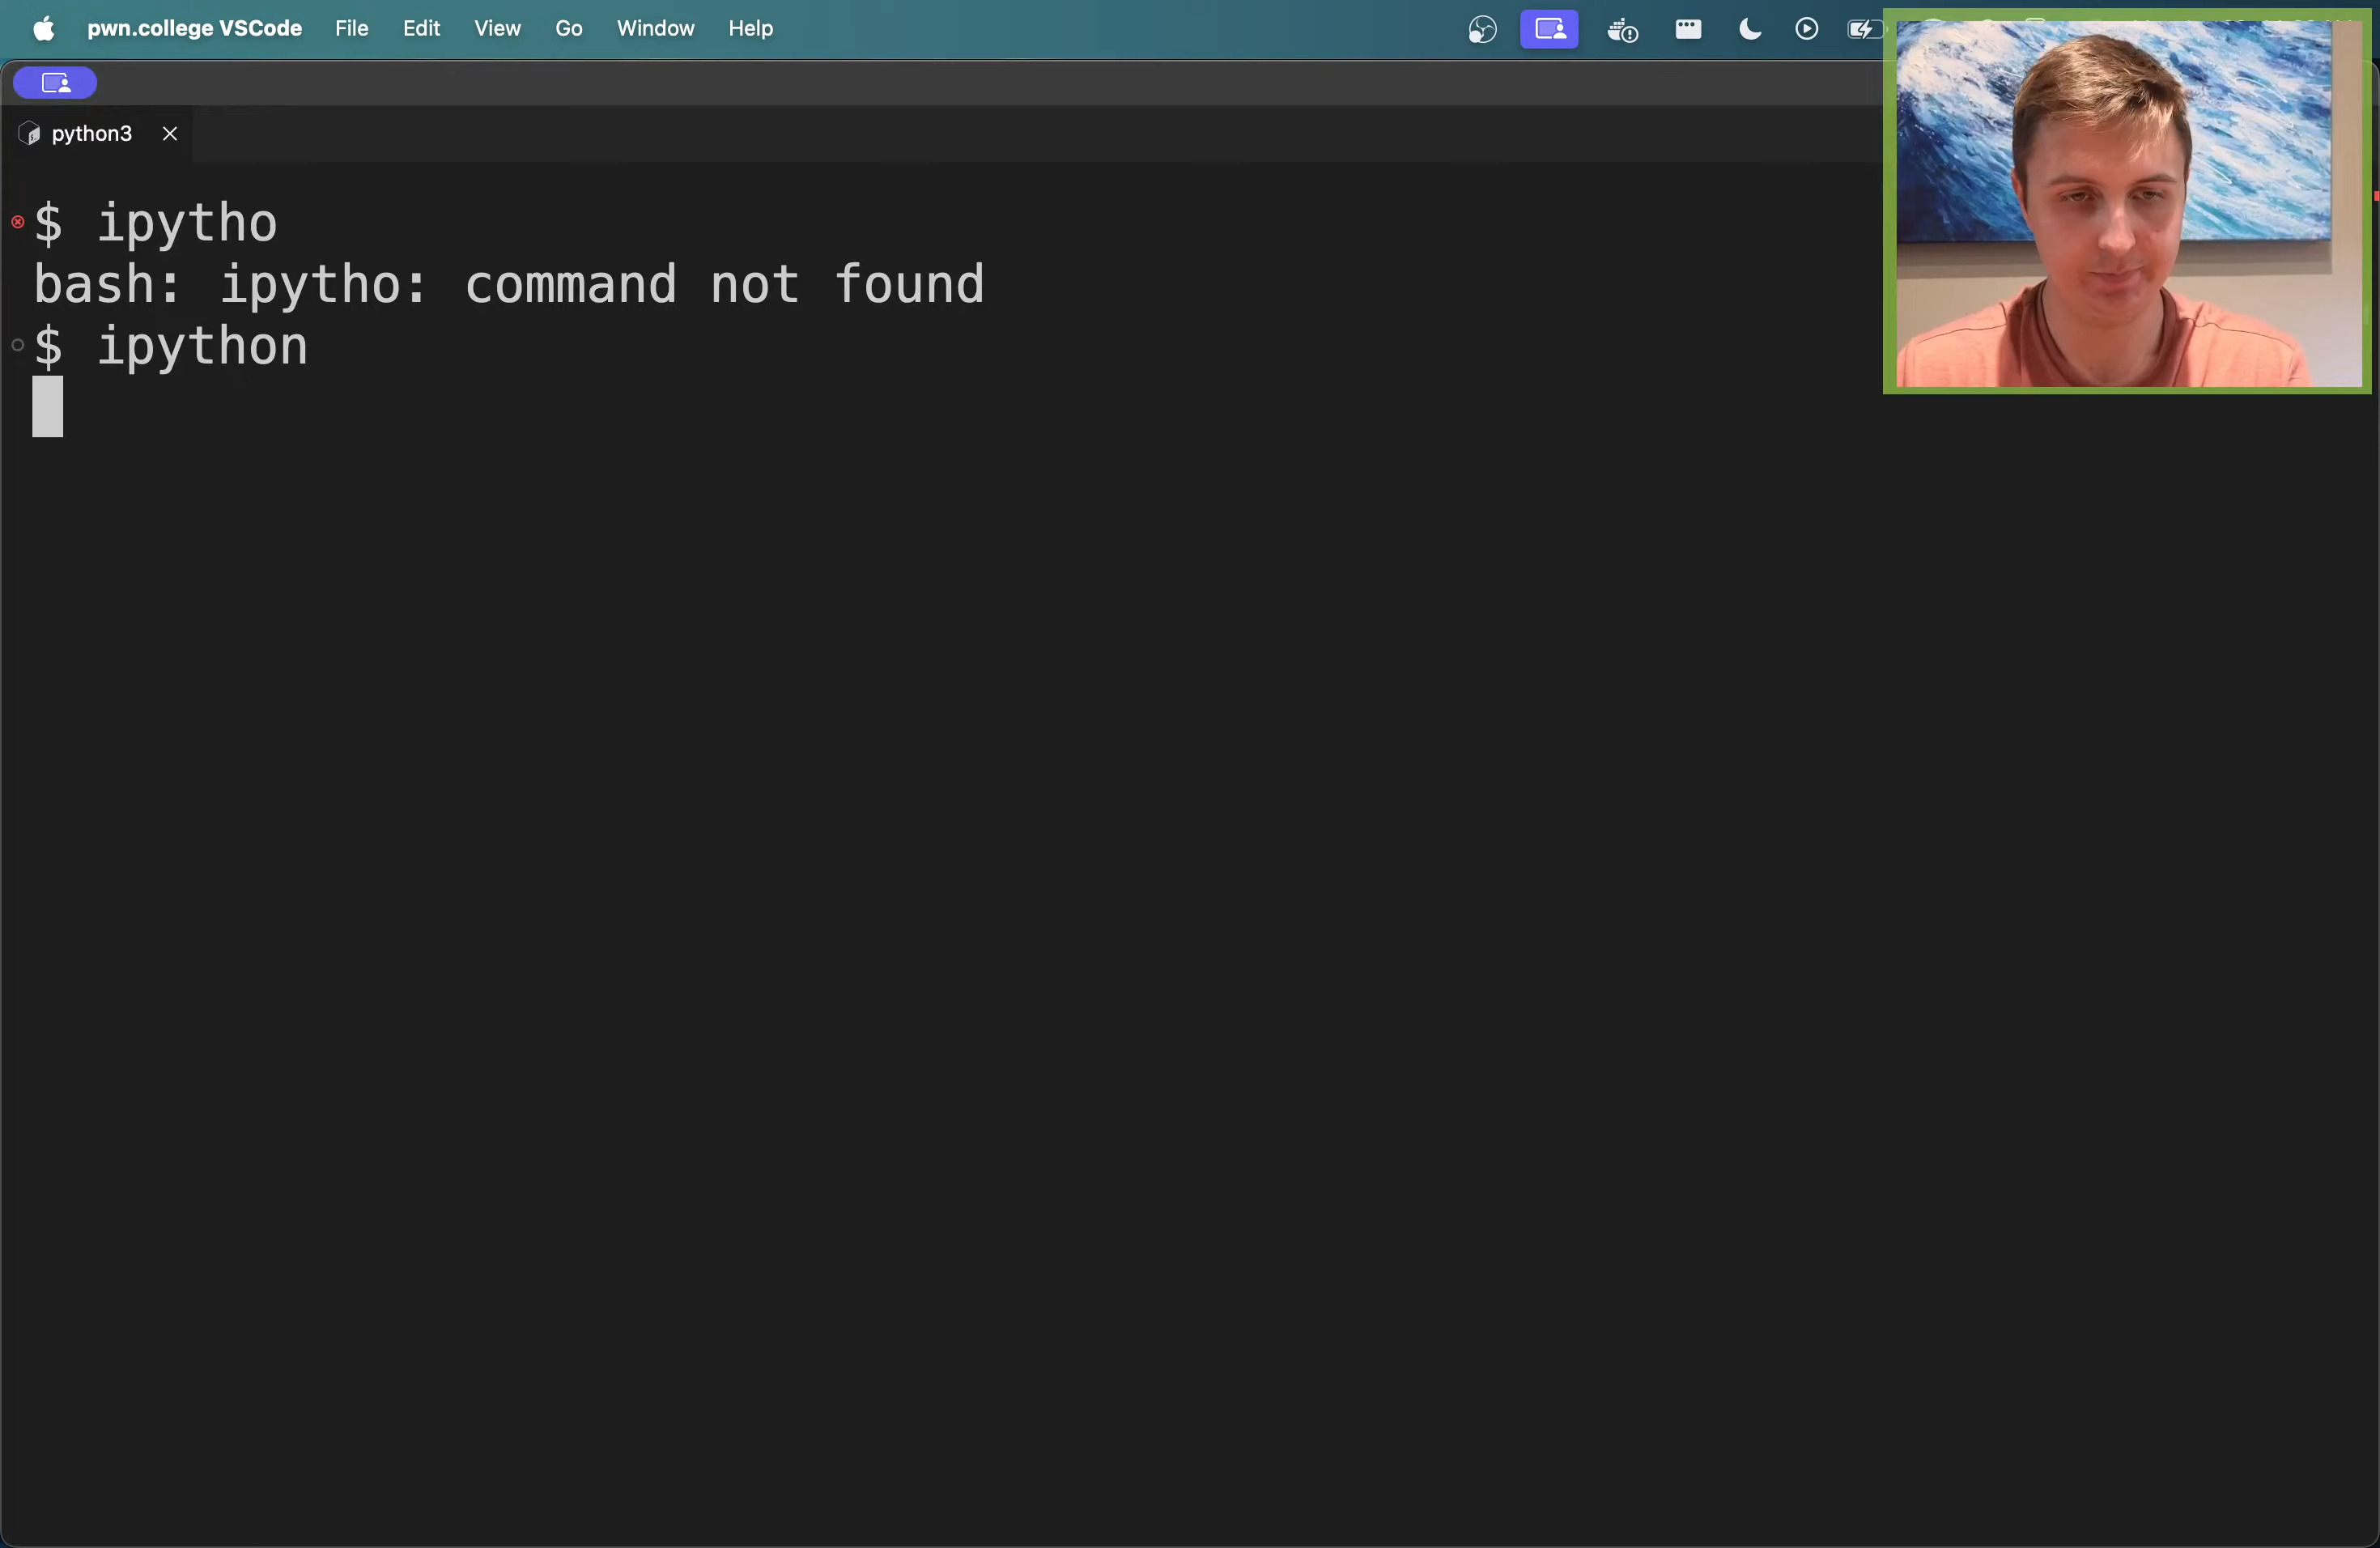 pwn.college VSCode File Edit View Go Window Help
python3
$ ipytho
bash: ipytho: command not found
$ ipython